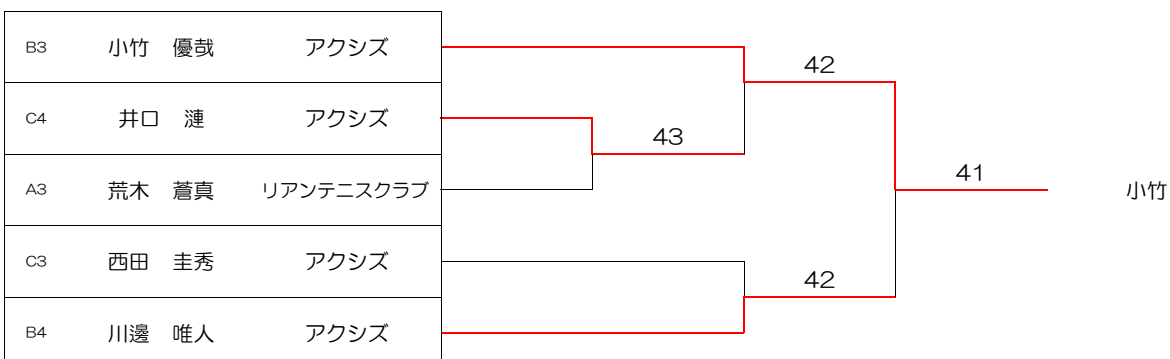 B3 小竹　優哉 アクシズ
42
C4 井口　漣 アクシズ
43
41
A3 荒木　蒼真 リアンテニスクラブ
小竹
C3 西田　圭秀 アクシズ
42
B4 川邊　唯人 アクシズ